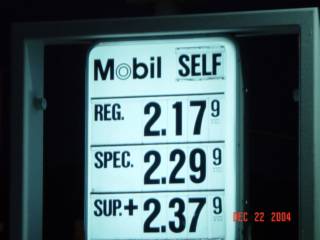 Mobil SELF
REG. 2.17 9
SPEC. 2.29 9
SUP.+ 2.37 9
DEC 22 2004